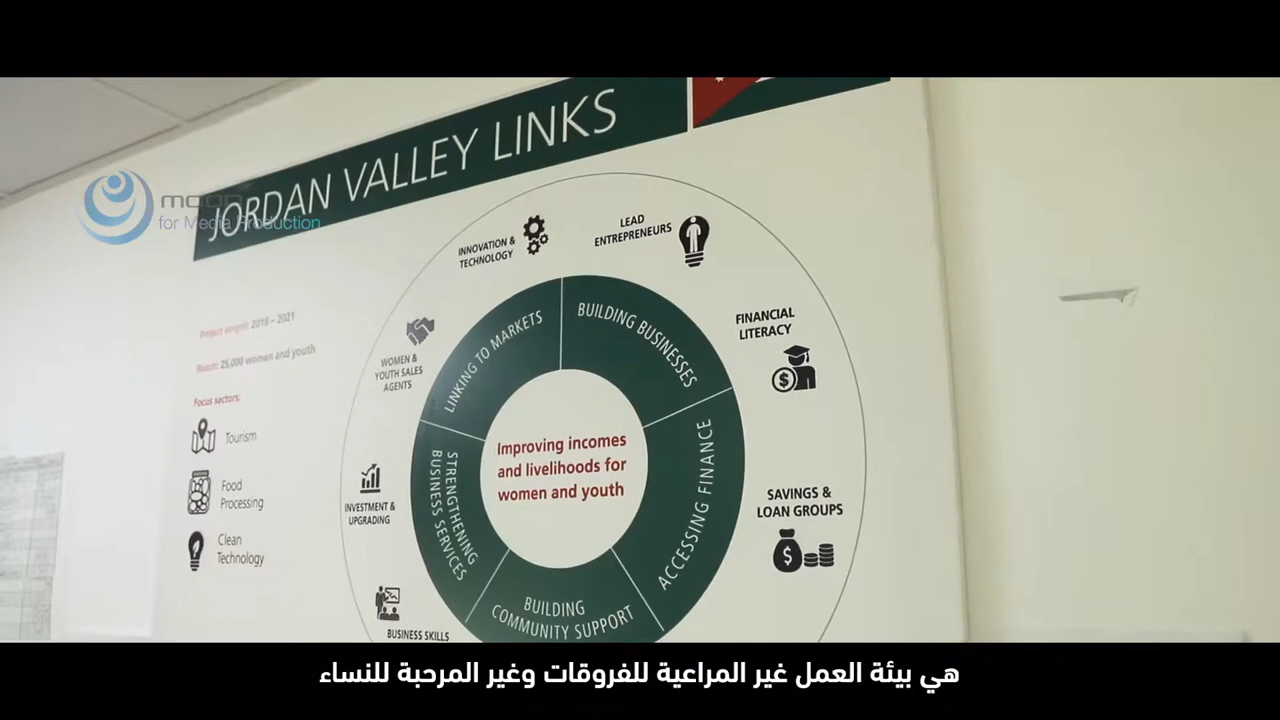 JORDAN VALLEY LINKS
moon
for Media Production
Project length: 2016 – 2021
Reach: 25,000 women and youth
Focus sectors:
Tourism
Food
Processing
Clean
Technology
INNOVATION &
TECHNOLOGY
LEAD
ENTREPRENEURS
FINANCIAL
LITERACY
SAVINGS &
LOAN GROUPS
WOMEN &
YOUTH SALES
AGENTS
INVESTMENT &
UPGRADING
BUSINESS SKILLS
LINKING TO MARKETS
BUILDING BUSINESSES
ACCESSING FINANCE
BUILDING
COMMUNITY SUPPORT
STRENGTHENING
BUSINESS SERVICES
Improving incomes
and livelihoods for
women and youth
هي بيئة العمل غير المراعية للفروقات وغير المرحبة للنساء